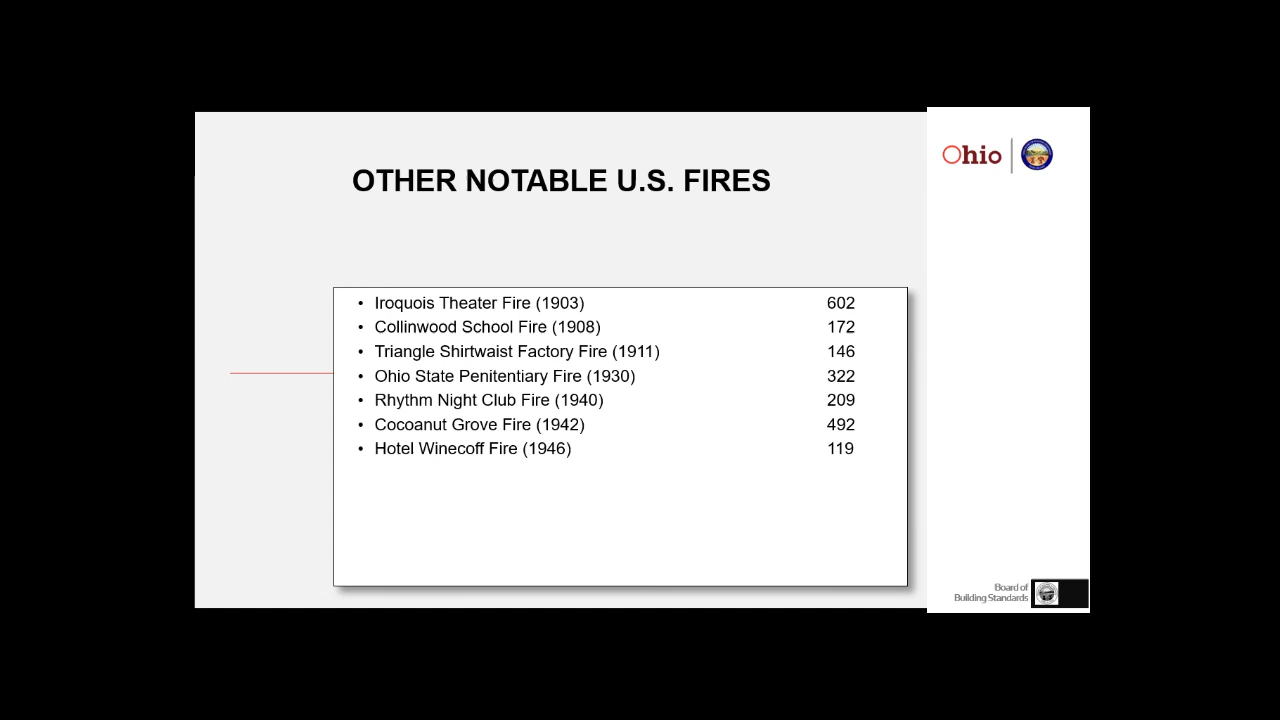 OTHER NOTABLE U.S. FIRES
Ohio
• Iroquois Theater Fire (1903) 602
• Collinwood School Fire (1908) 172
• Triangle Shirtwaist Factory Fire (1911) 146
• Ohio State Penitentiary Fire (1930) 322
• Rhythm Night Club Fire (1940) 209
• Cocoanut Grove Fire (1942) 492
• Hotel Winecoff Fire (1946) 119
Board of
Building Standards